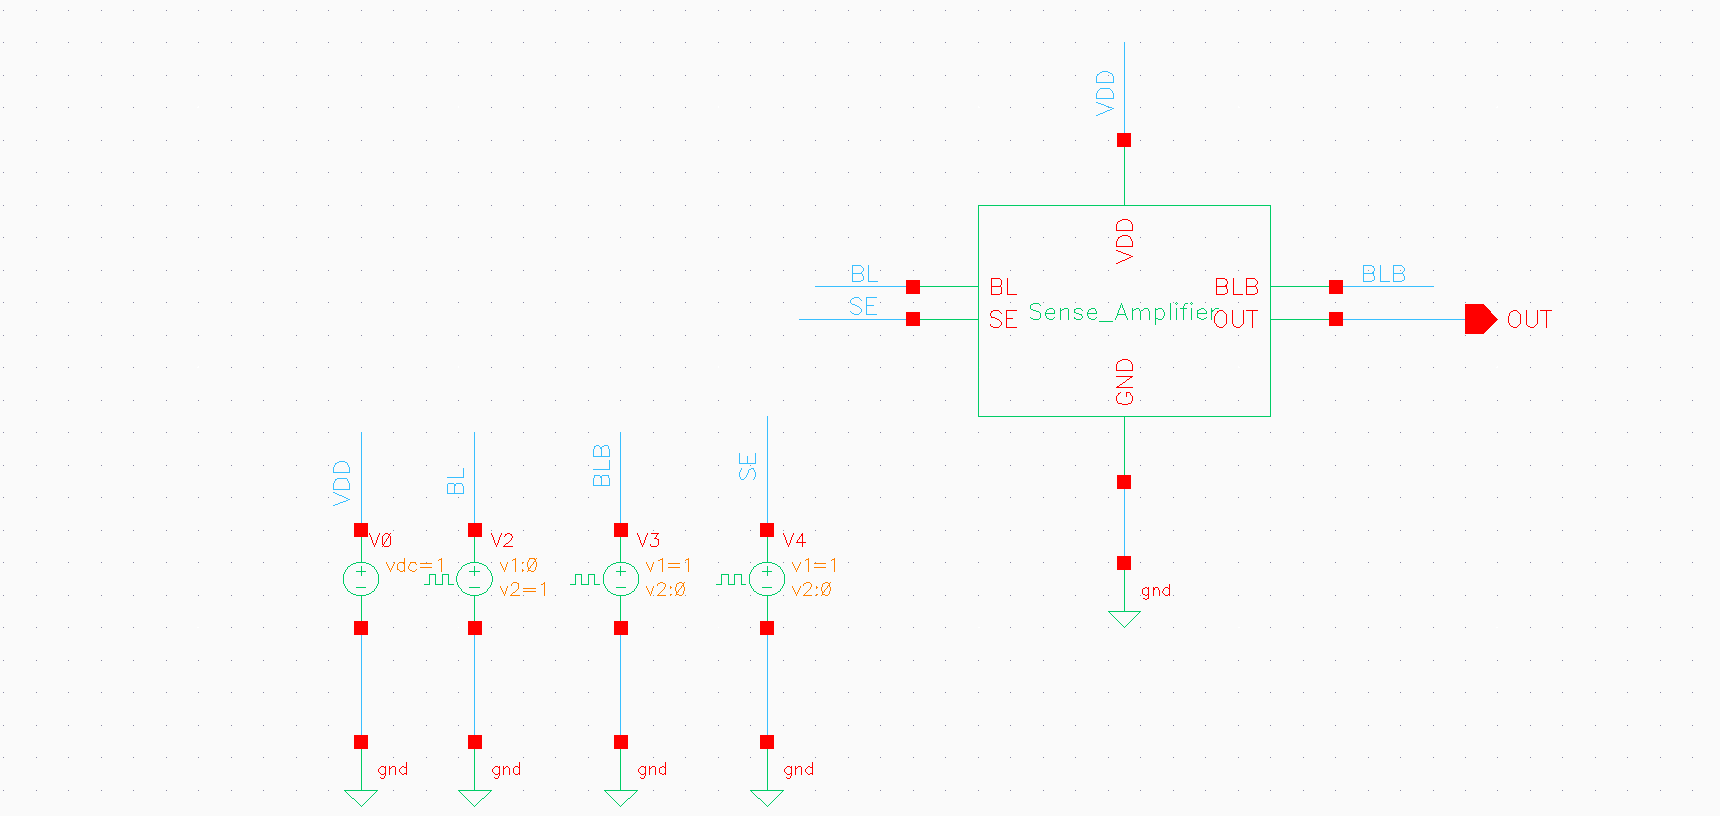 VDD
VDD
BL
BL
BLB
BLB
SE
SE
Sense_Amplifier
OUT
OUT
GND
gnd
VDD
BL
BLB
SE
V0
vdc=1
V2
v1:0
v2=1
V3
v1=1
v2:0
V4
v1=1
v2:0
gnd
gnd
gnd
gnd